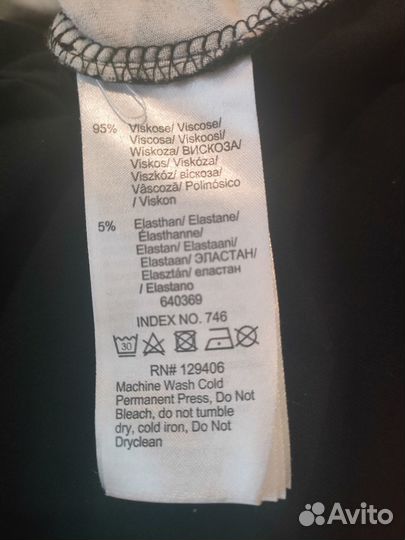 95% Viskose/ Viscose/
Viscosa/ Viskoosi/
Wiskoza/ ВИСКОЗА/
Viskos/ Viskóza/
Viszkóz/ віскоза/
Vâscoză/ Polinósico
/ Viskon
5% Elasthan/ Elastane/
Élasthanne/
Elastan/ Elastaani/
Elastaan/ ЭЛАСТАН/
Elasztán/ еластан
/ Elastano
640369
INDEX NO. 746
30
RN# 129406
Machine Wash Cold
Permanent Press, Do Not
Bleach, do not tumble
dry, cold iron, Do Not
Dryclean
Avito